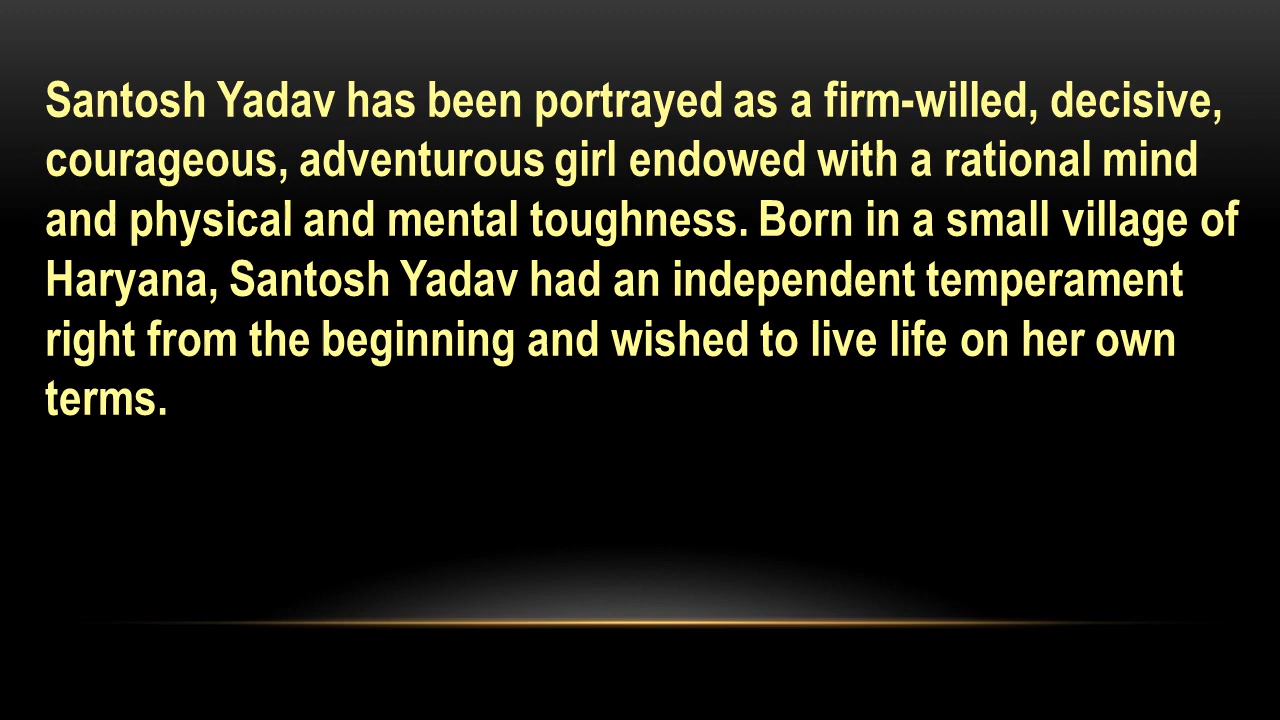 Santosh Yadav has been portrayed as a firm-willed, decisive,
courageous, adventurous girl endowed with a rational mind
and physical and mental toughness. Born in a small village of
Haryana, Santosh Yadav had an independent temperament
right from the beginning and wished to live life on her own
terms.